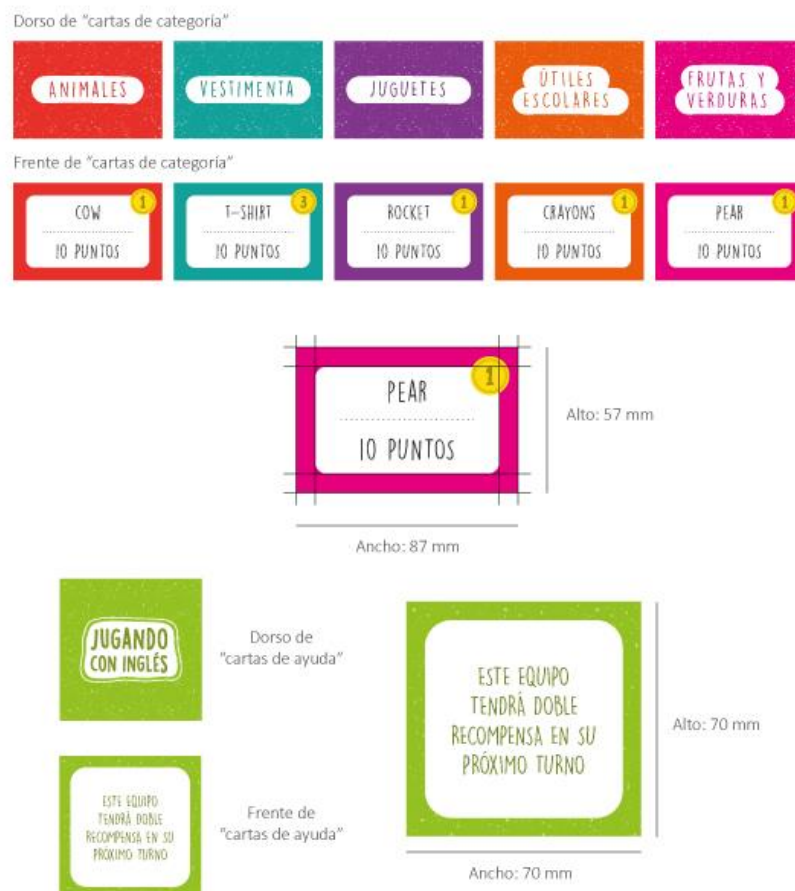 Dorso de "cartas de categoría"
ANIMALES
VESTIMENTA
JUGUETES
ÚTILES
ESCOLARES
FRUTAS Y
VERDURAS
Frente de "cartas de categoría"
COW
1
10 PUNTOS
T-SHIRT
3
10 PUNTOS
ROCKET
1
10 PUNTOS
CRAYONS
1
10 PUNTOS
PEAR
1
10 PUNTOS
PEAR
1
10 PUNTOS
Alto: 57 mm
Ancho: 87 mm
JUGANDO
CON INGLÉS
Dorso de
"cartas de ayuda"
ESTE EQUIPO
TENDRÁ DOBLE
RECOMPENSA EN SU
PRÓXIMO TURNO
Alto: 70 mm
Ancho: 70 mm
ESTE EQUIPO
TENDRÁ DOBLE
RECOMPENSA EN SU
PRÓXIMO TURNO
Frente de
"cartas de ayuda"